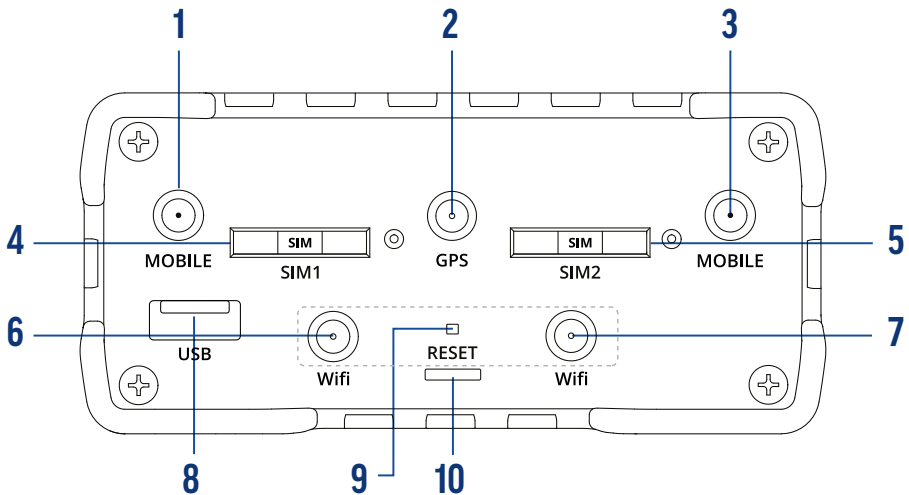 1 2 3
4 SIM SIM 5
MOBILE GPS MOBILE
SIM1 SIM2
6 USB RESET 7
Wifi Wifi
8 9 10